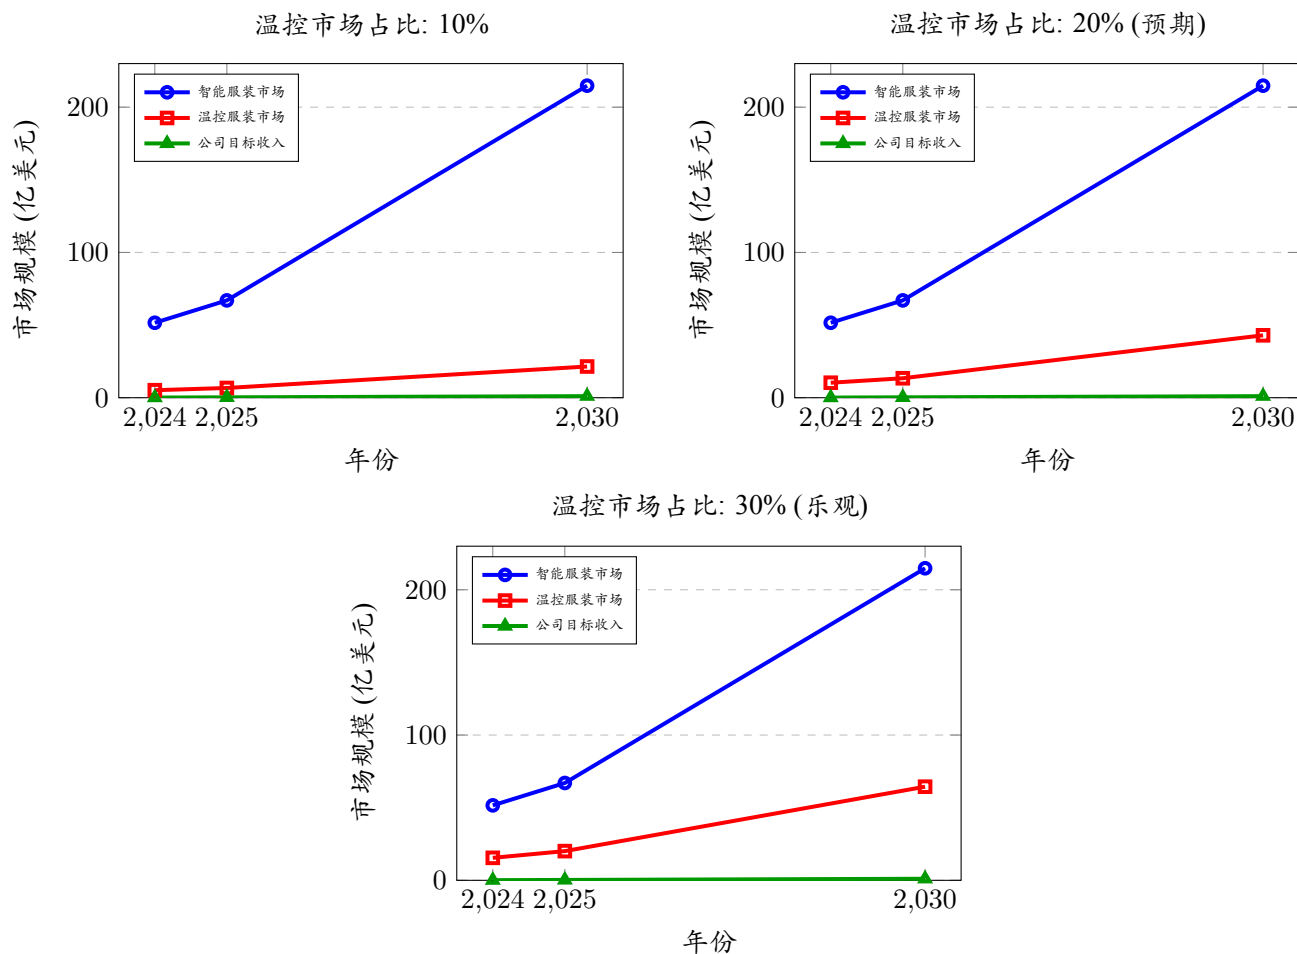 温控市场占比: 10%
智能服装市场
温控服装市场
公司目标收入
市场规模 (亿美元)
200
100
0
2,024 2,025 2,030
年份
温控市场占比: 20% (预期)
智能服装市场
温控服装市场
公司目标收入
市场规模 (亿美元)
200
100
0
2,024 2,025 2,030
年份
温控市场占比: 30% (乐观)
智能服装市场
温控服装市场
公司目标收入
市场规模 (亿美元)
200
100
0
2,024 2,025 2,030
年份